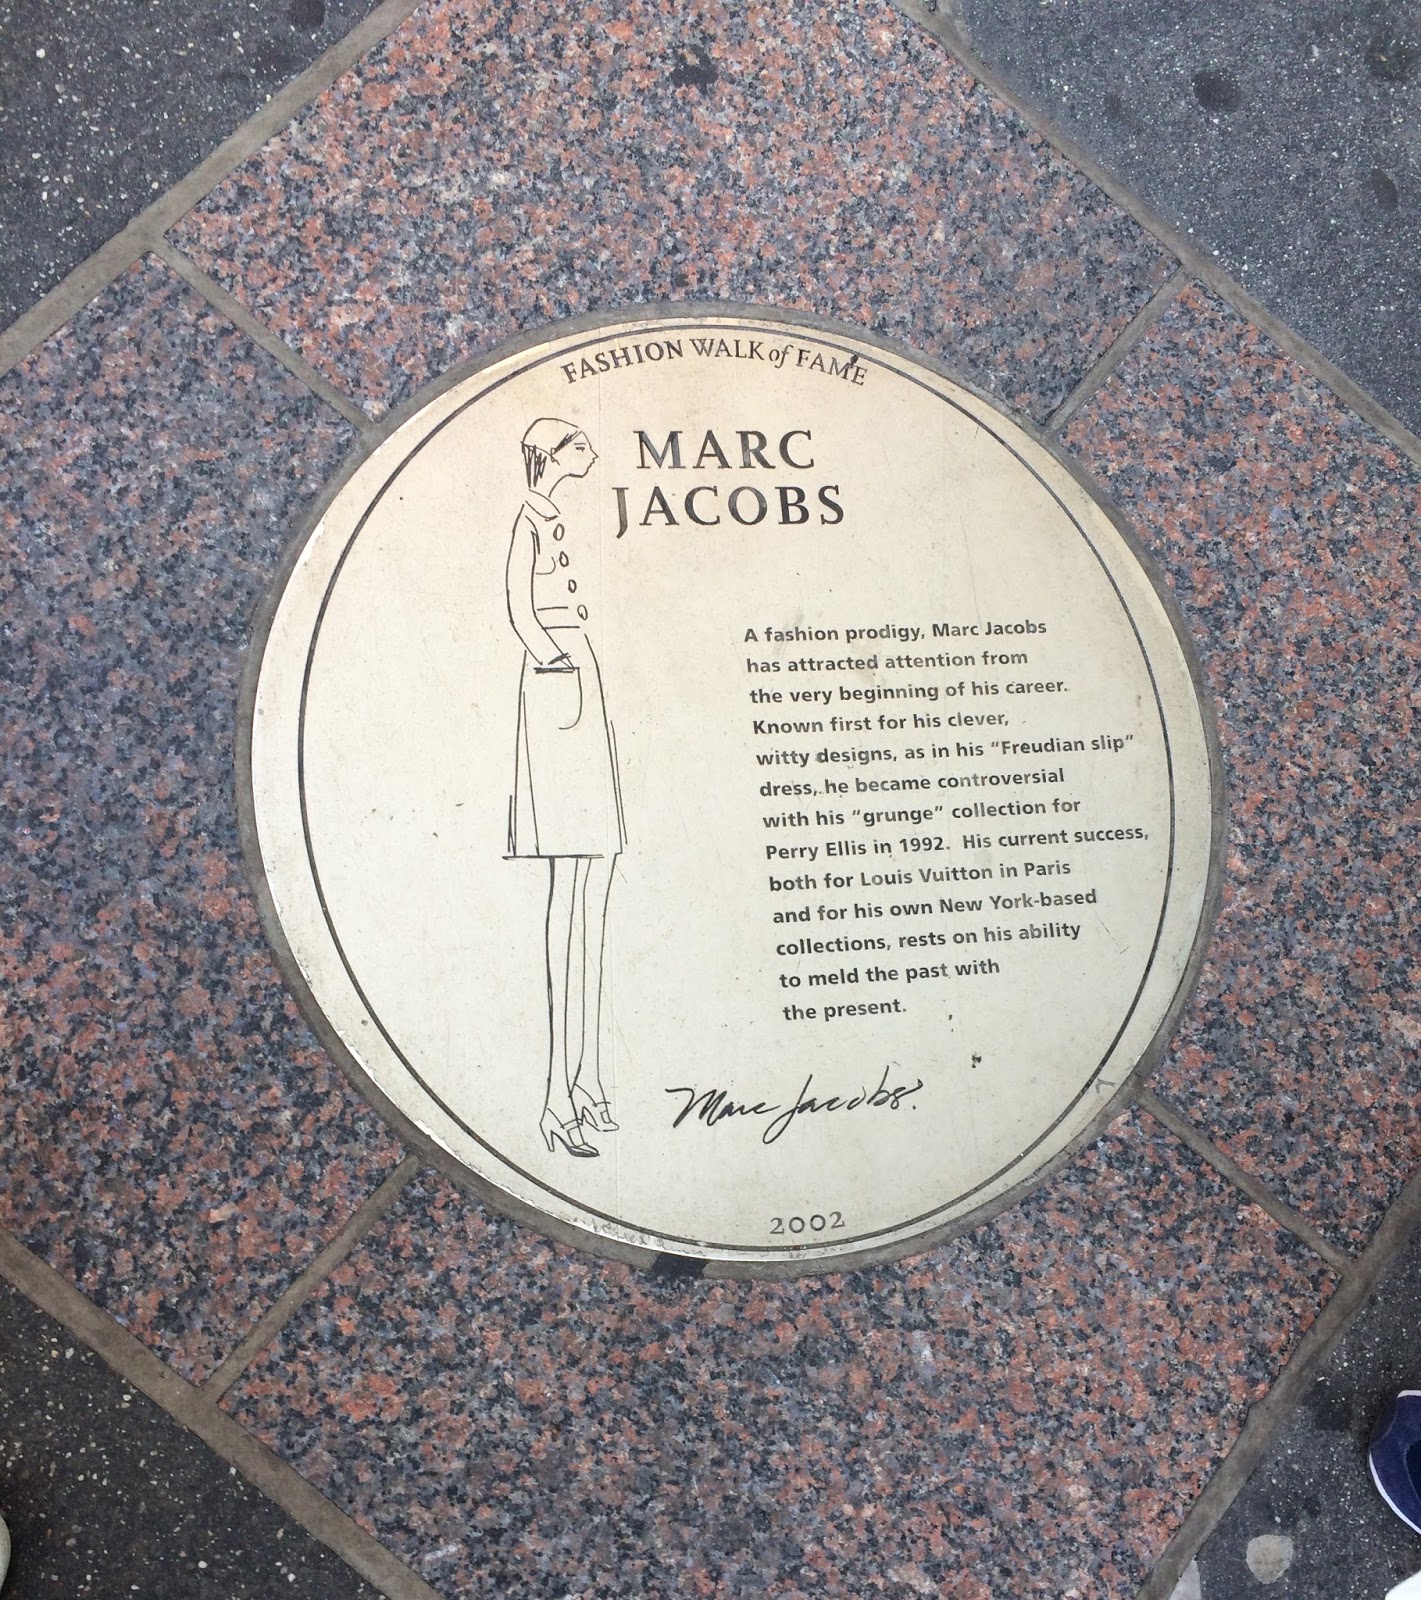 FASHION WALK of FAME
MARC
JACOBS
A fashion prodigy, Marc Jacobs
has attracted attention from
the very beginning of his career.
Known first for his clever,
witty designs, as in his "Freudian slip"
dress, he became controversial
with his "grunge" collection for
Perry Ellis in 1992. His current success,
both for Louis Vuitton in Paris
and for his own New York-based
collections, rests on his ability
to meld the past with
the present.
Marc Jacobs.
2002